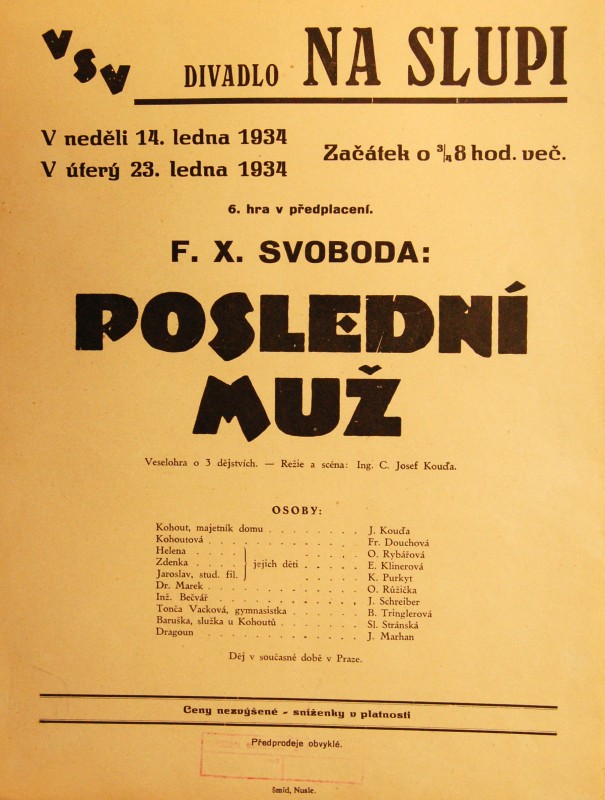 VSV
DIVADLO NA SLUPI
V neděli 14. ledna 1934
V úterý 23. ledna 1934
Začátek o ¾8 hod. več.
6. hra v předplacení.
F. X. SVOBODA:
POSLEDNÍ
MUŽ
Veselohra o 3 dějstvích. — Režie a scéna: Ing. C. Josef Kouďa.
OSOBY:
Kohout, majetník domu . . . . . . . . J. Kouďa
Kohoutová . . . . . . . . . . . . . Fr. Douchová
Helena . . . . } . . . . . O. Rybářová
Zdenka . . . . } jejich děti . . . . . E. Klinerová
Jaroslav, stud. fil. } . . . . . K. Purkyt
Dr. Marek . . . . . . . . . . . . . O. Růžička
Inž. Bečvář . . . . . . . . . . . . . J. Schreiber
Tonča Vacková, gymnasistka . . . . . . B. Tringlerová
Baruška, služka u Kohoutů . . . . . . . Sl. Stránská
Dragoun . . . . . . . . . . . . . J. Marhan
Děj v současné době v Praze.
Ceny nezvýšené - sníženky v platnosti
Předprodeje obvyklé.
Šmíd, Nusle.